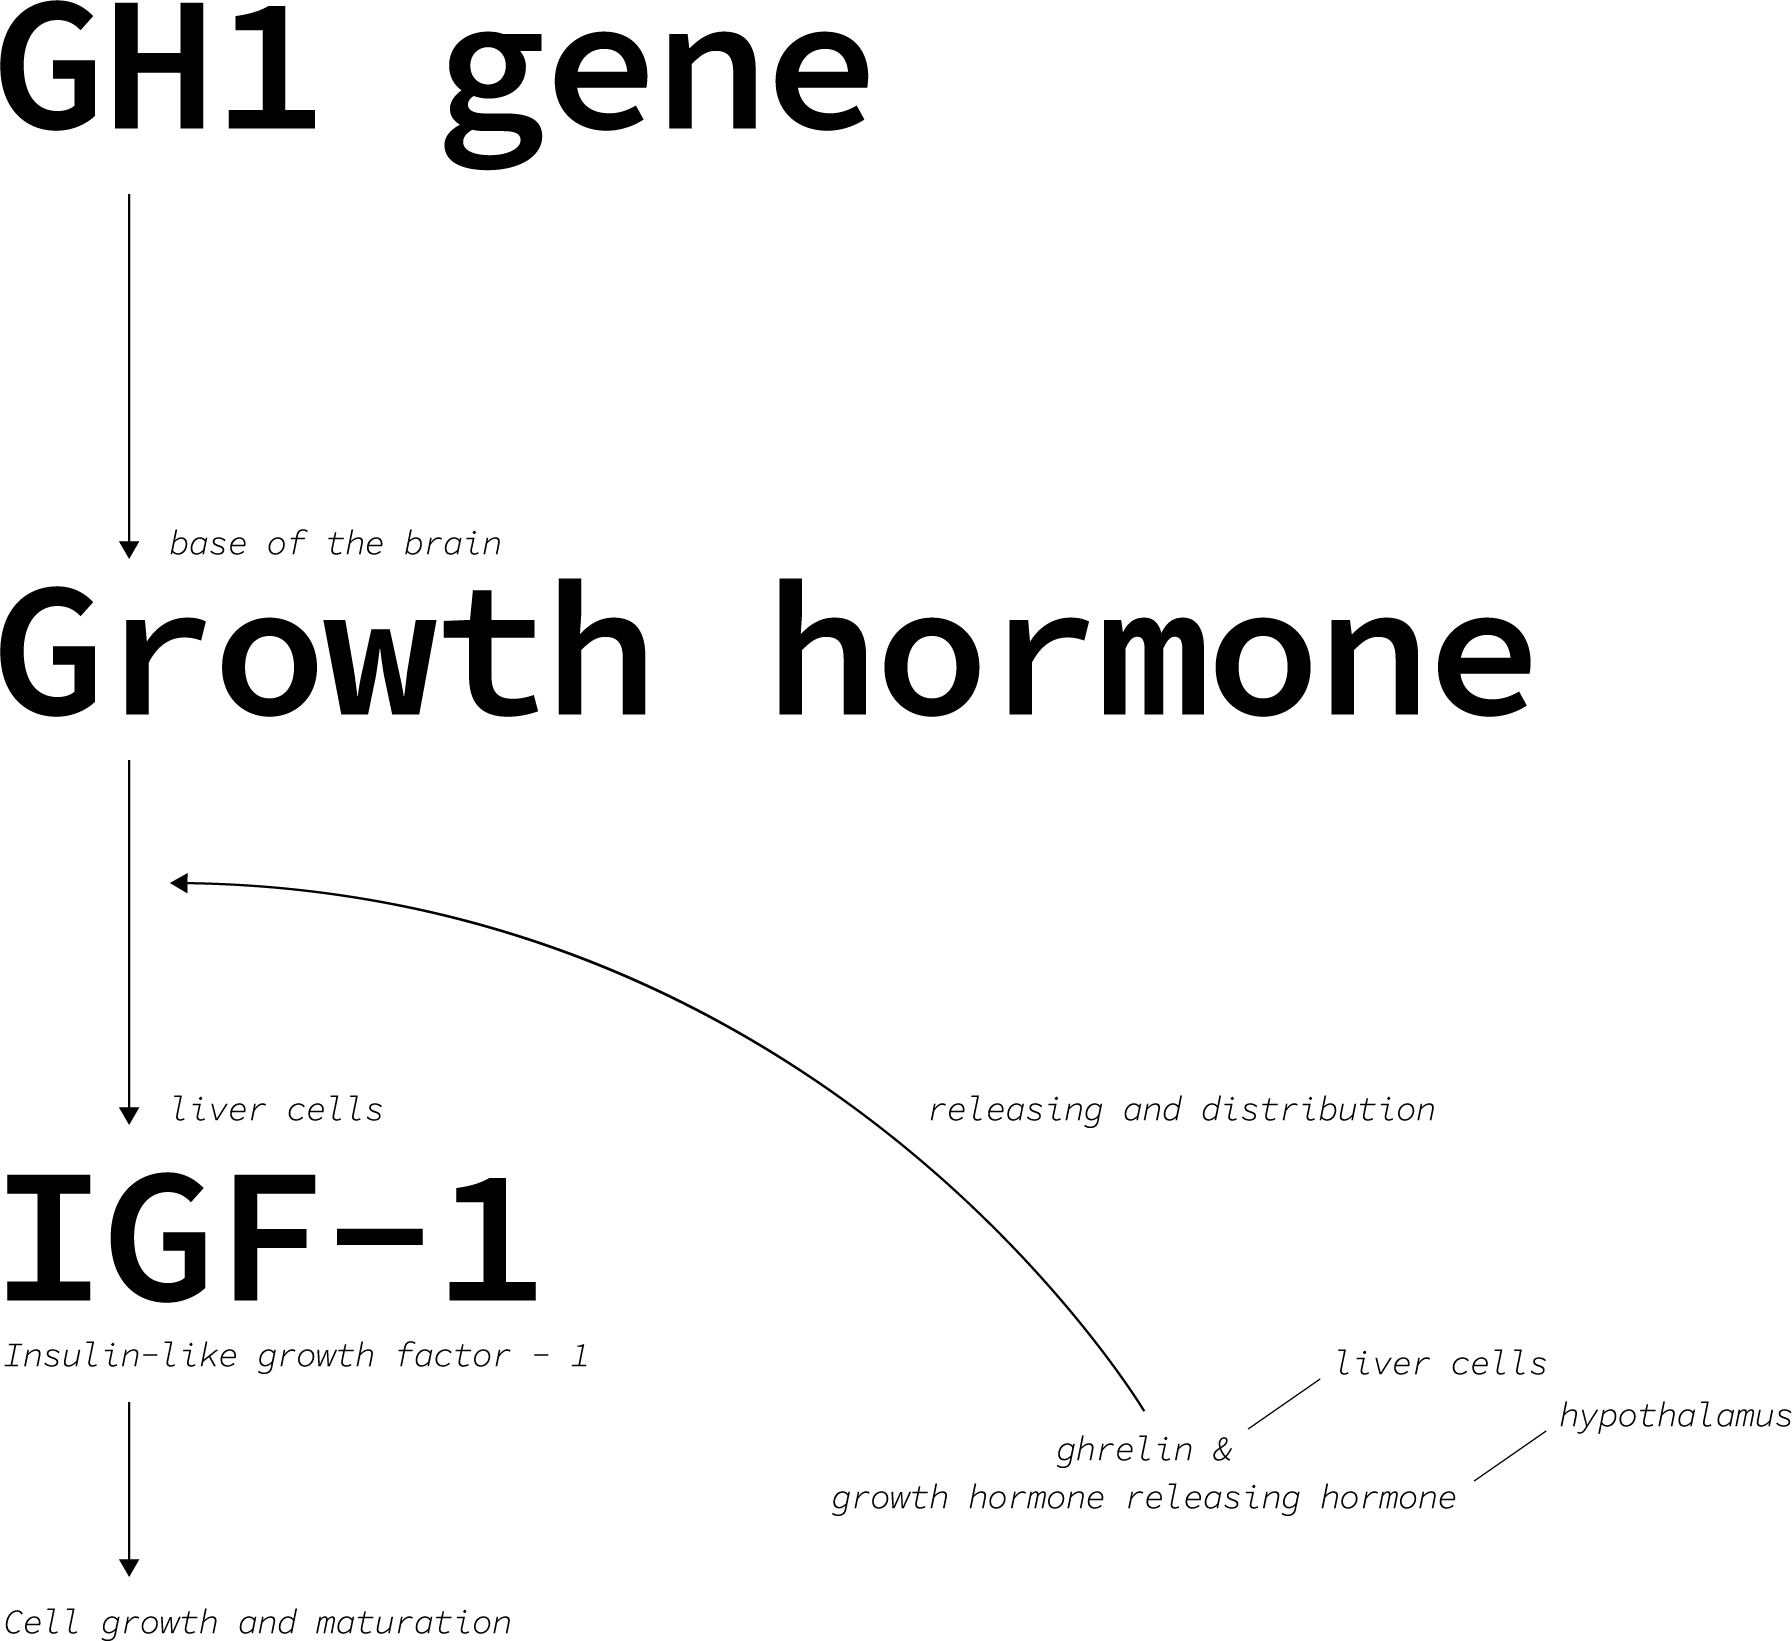 GH1 gene
base of the brain
Growth hormone
liver cells
releasing and distribution
IGF-1
Insulin-like growth factor - 1
liver cells
hypothalamus
ghrelin &
growth hormone releasing hormone
Cell growth and maturation